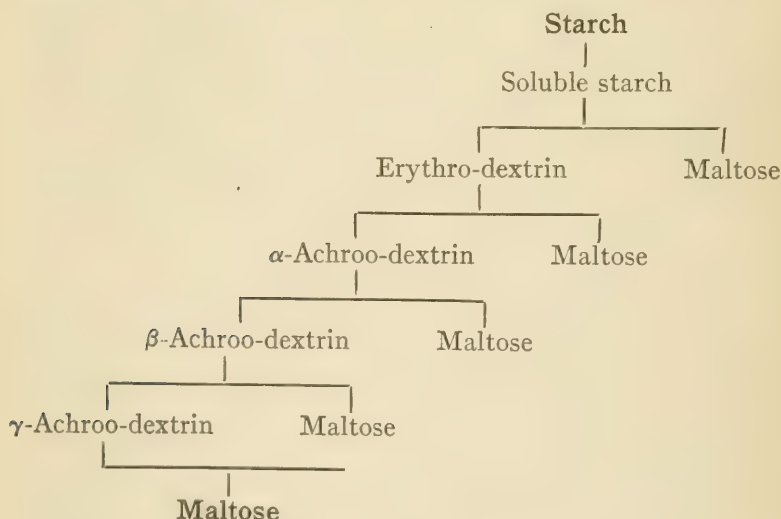 Starch
Soluble starch
Erythro-dextrin Maltose
α-Achroo-dextrin Maltose
β-Achroo-dextrin Maltose
γ-Achroo-dextrin Maltose
Maltose